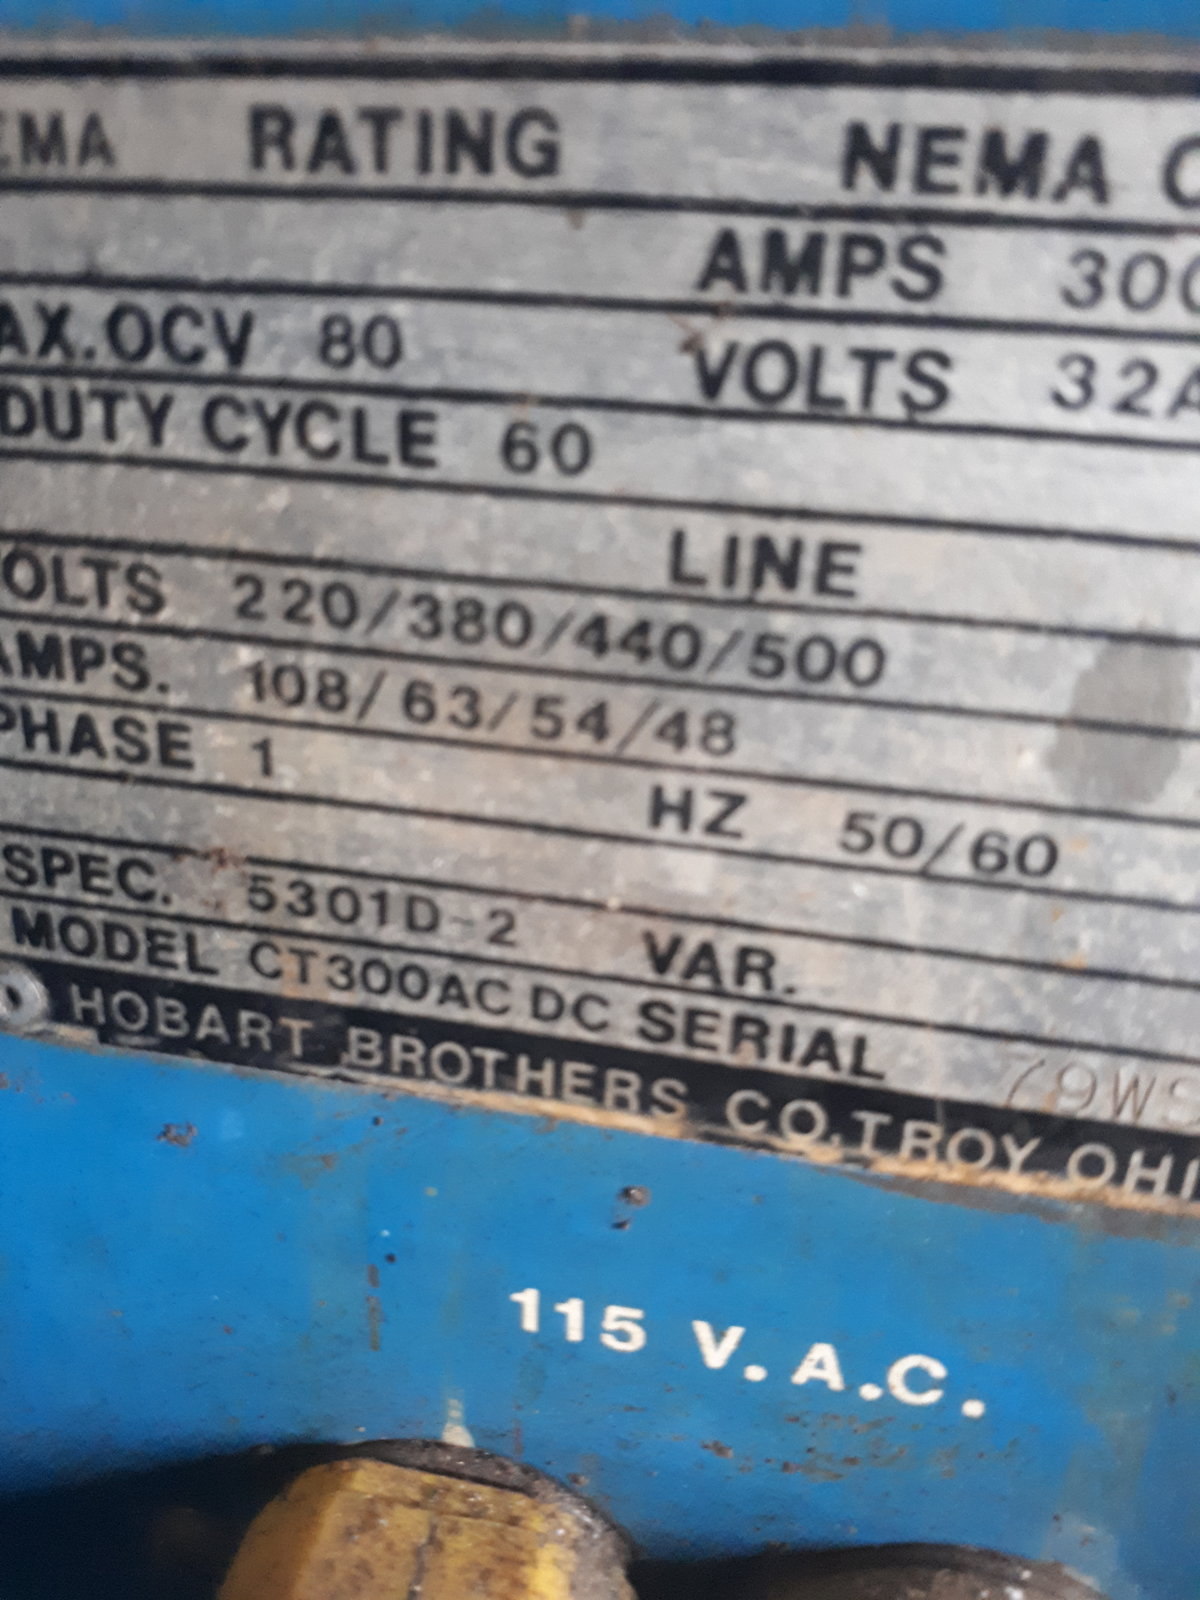 EMA RATING NEMA
AMPS 300
AX.OCV 80 VOLTS 32A
DUTY CYCLE 60
LINE
OLTS 220/380/440/500
AMPS. 108/63/54/48
PHASE 1 HZ 50/60
SPEC. 5301D-2 VAR.
MODEL CT300AC DC SERIAL 79WS
HOBART BROTHERS CO. TROY OHI
115 V.A.C.